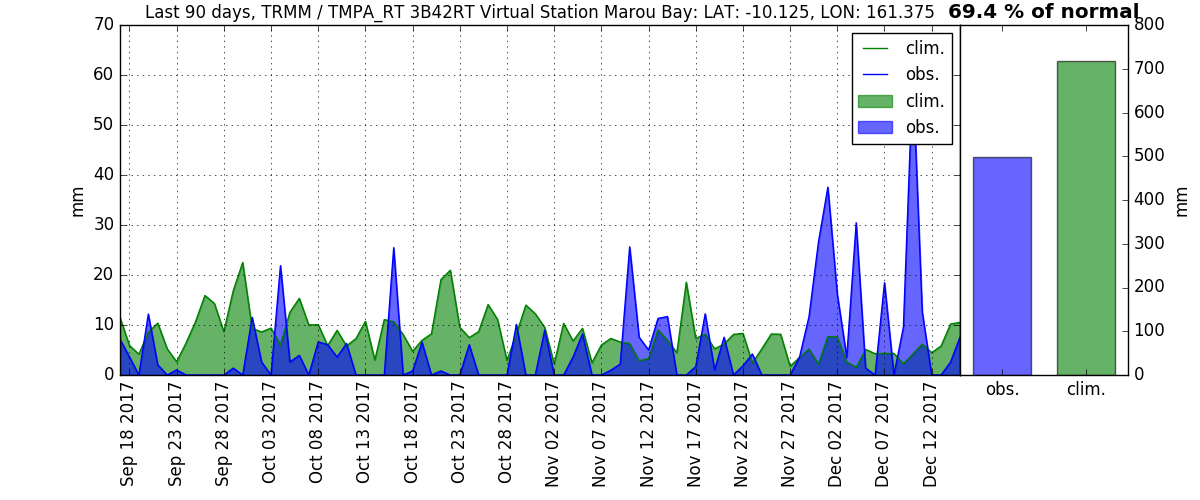 Last 90 days, TRMM / TMPA_RT 3B42RT Virtual Station Marou Bay: LAT: -10.125, LON: 161.375 69.4 % of normal
70
60
50
40
30
20
10
0
mm
clim.
obs.
clim.
obs.
800
700
600
500
400
300
200
100
0
mm
Sep 18 2017
Sep 23 2017
Sep 28 2017
Oct 03 2017
Oct 08 2017
Oct 13 2017
Oct 18 2017
Oct 23 2017
Oct 28 2017
Nov 02 2017
Nov 07 2017
Nov 12 2017
Nov 17 2017
Nov 22 2017
Nov 27 2017
Dec 02 2017
Dec 07 2017
Dec 12 2017
obs.
clim.